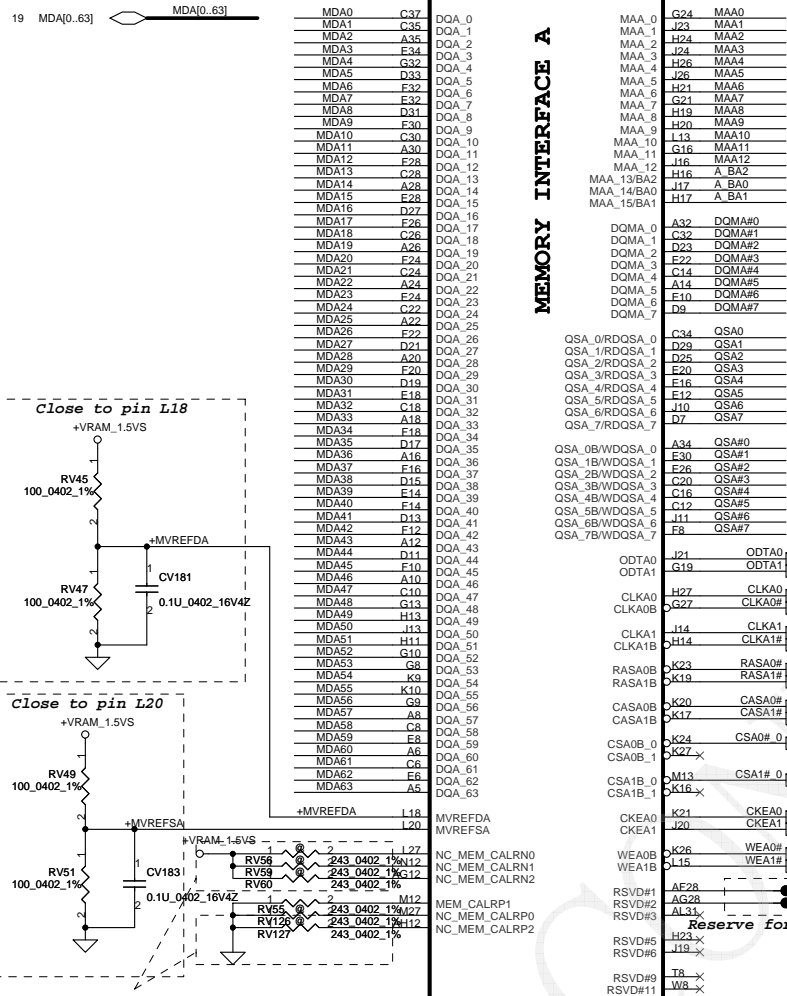 19 MDA[0..63] MDA[0..63]
MDA0 C37 DQA_0
MDA1 C35 DQA_1
MDA2 A35 DQA_2
MDA3 E34 DQA_3
MDA4 G32 DQA_4
MDA5 D33 DQA_5
MDA6 F32 DQA_6
MDA7 E32 DQA_7
MDA8 D31 DQA_8
MDA9 F30 DQA_9
MDA10 C30 DQA_10
MDA11 A30 DQA_11
MDA12 F28 DQA_12
MDA13 C28 DQA_13
MDA14 A28 DQA_14
MDA15 E28 DQA_15
MDA16 D27 DQA_16
MDA17 F26 DQA_17
MDA18 C26 DQA_18
MDA19 A26 DQA_19
MDA20 F24 DQA_20
MDA21 C24 DQA_21
MDA22 A24 DQA_22
MDA23 E24 DQA_23
MDA24 C22 DQA_24
MDA25 A22 DQA_25
MDA26 F22 DQA_26
MDA27 D21 DQA_27
MDA28 A20 DQA_28
MDA29 F20 DQA_29
MDA30 D19 DQA_30
MDA31 E18 DQA_31
MDA32 C18 DQA_32
MDA33 A18 DQA_33
MDA34 F18 DQA_34
MDA35 D17 DQA_35
MDA36 A16 DQA_36
MDA37 F16 DQA_37
MDA38 D15 DQA_38
MDA39 E14 DQA_39
MDA40 F14 DQA_40
MDA41 D13 DQA_41
MDA42 F12 DQA_42
MDA43 A12 DQA_43
MDA44 D11 DQA_44
MDA45 F10 DQA_45
MDA46 A10 DQA_46
MDA47 C10 DQA_47
MDA48 G13 DQA_48
MDA49 H13 DQA_49
MDA50 J13 DQA_50
MDA51 H11 DQA_51
MDA52 G10 DQA_52
MDA53 G8 DQA_53
MDA54 K9 DQA_54
MDA55 K10 DQA_55
MDA56 G9 DQA_56
MDA57 A8 DQA_57
MDA58 C8 DQA_58
MDA59 E8 DQA_59
MDA60 A6 DQA_60
MDA61 C6 DQA_61
MDA62 E6 DQA_62
MDA63 A5 DQA_63
+MVREFDA L18 MVREFDA
L20 MVREFSA
+VRAM_1.5VS
1 RV56 @ 2 243_0402_1% L27 NC_MEM_CALRN0
RV59 243_0402_1% N12 NC_MEM_CALRN1
RV60 243_0402_1% AG12 NC_MEM_CALRN2
1 RV55 @ 2 243_0402_1% M12 MEM_CALRP1
RV126 @ 243_0402_1% M27 NC_MEM_CALRP0
RV127 243_0402_1% AH12 NC_MEM_CALRP2
Close to pin L18
+VRAM_1.5VS
1
RV45
100_0402_1%
2
+MVREFDA
1
RV47
100_0402_1%
2
1
CV181
0.1U_0402_16V4Z
2
Close to pin L20
+VRAM_1.5VS
1
RV49
100_0402_1%
2
+MVREFSA
1
RV51
100_0402_1%
2
1
CV183
0.1U_0402_16V4Z
2
MEMORY INTERFACE A
MAA_0 G24 MAA0
MAA_1 J23 MAA1
MAA_2 H24 MAA2
MAA_3 J24 MAA3
MAA_4 H26 MAA4
MAA_5 J26 MAA5
MAA_6 H21 MAA6
MAA_7 G21 MAA7
MAA_8 H19 MAA8
MAA_9 H20 MAA9
MAA_10 L13 MAA10
MAA_11 G16 MAA11
MAA_12 J16 MAA12
MAA_13/BA2 H16 A_BA2
MAA_14/BA0 J17 A_BA0
MAA_15/BA1 H17 A_BA1
DQMA_0 A32 DQMA#0
DQMA_1 C32 DQMA#1
DQMA_2 D23 DQMA#2
DQMA_3 E22 DQMA#3
DQMA_4 C14 DQMA#4
DQMA_5 A14 DQMA#5
DQMA_6 E10 DQMA#6
DQMA_7 D9 DQMA#7
QSA_0/RDQSA_0 C34 QSA0
QSA_1/RDQSA_1 D29 QSA1
QSA_2/RDQSA_2 D25 QSA2
QSA_3/RDQSA_3 E20 QSA3
QSA_4/RDQSA_4 E16 QSA4
QSA_5/RDQSA_5 E12 QSA5
QSA_6/RDQSA_6 J10 QSA6
QSA_7/RDQSA_7 D7 QSA7
QSA_0B/WDQSA_0 A34 QSA#0
QSA_1B/WDQSA_1 E30 QSA#1
QSA_2B/WDQSA_2 E26 QSA#2
QSA_3B/WDQSA_3 C20 QSA#3
QSA_4B/WDQSA_4 C16 QSA#4
QSA_5B/WDQSA_5 C12 QSA#5
QSA_6B/WDQSA_6 J11 QSA#6
QSA_7B/WDQSA_7 F8 QSA#7
ODTA0 J21 ODTA0
ODTA1 G19 ODTA1
CLKA0 H27 CLKA0
CLKA0B G27 CLKA0#
CLKA1 J14 CLKA1
CLKA1B H14 CLKA1#
RASA0B K23 RASA0#
RASA1B K19 RASA1#
CASA0B K20 CASA0#
CASA1B K17 CASA1#
CSA0B_0 K24 CSA0#_0
CSA0B_1 K27
CSA1B_0 M13 CSA1#_0
CSA1B_1 K16
CKEA0 K21 CKEA0
CKEA1 J20 CKEA1
WEA0B K26 WEA0#
WEA1B L15 WEA1#
RSVD#1 AF28
RSVD#2 AG28
RSVD#3 AL31
Reserve for
RSVD#5 H23
RSVD#6 J19
RSVD#9 T8
RSVD#11 W8